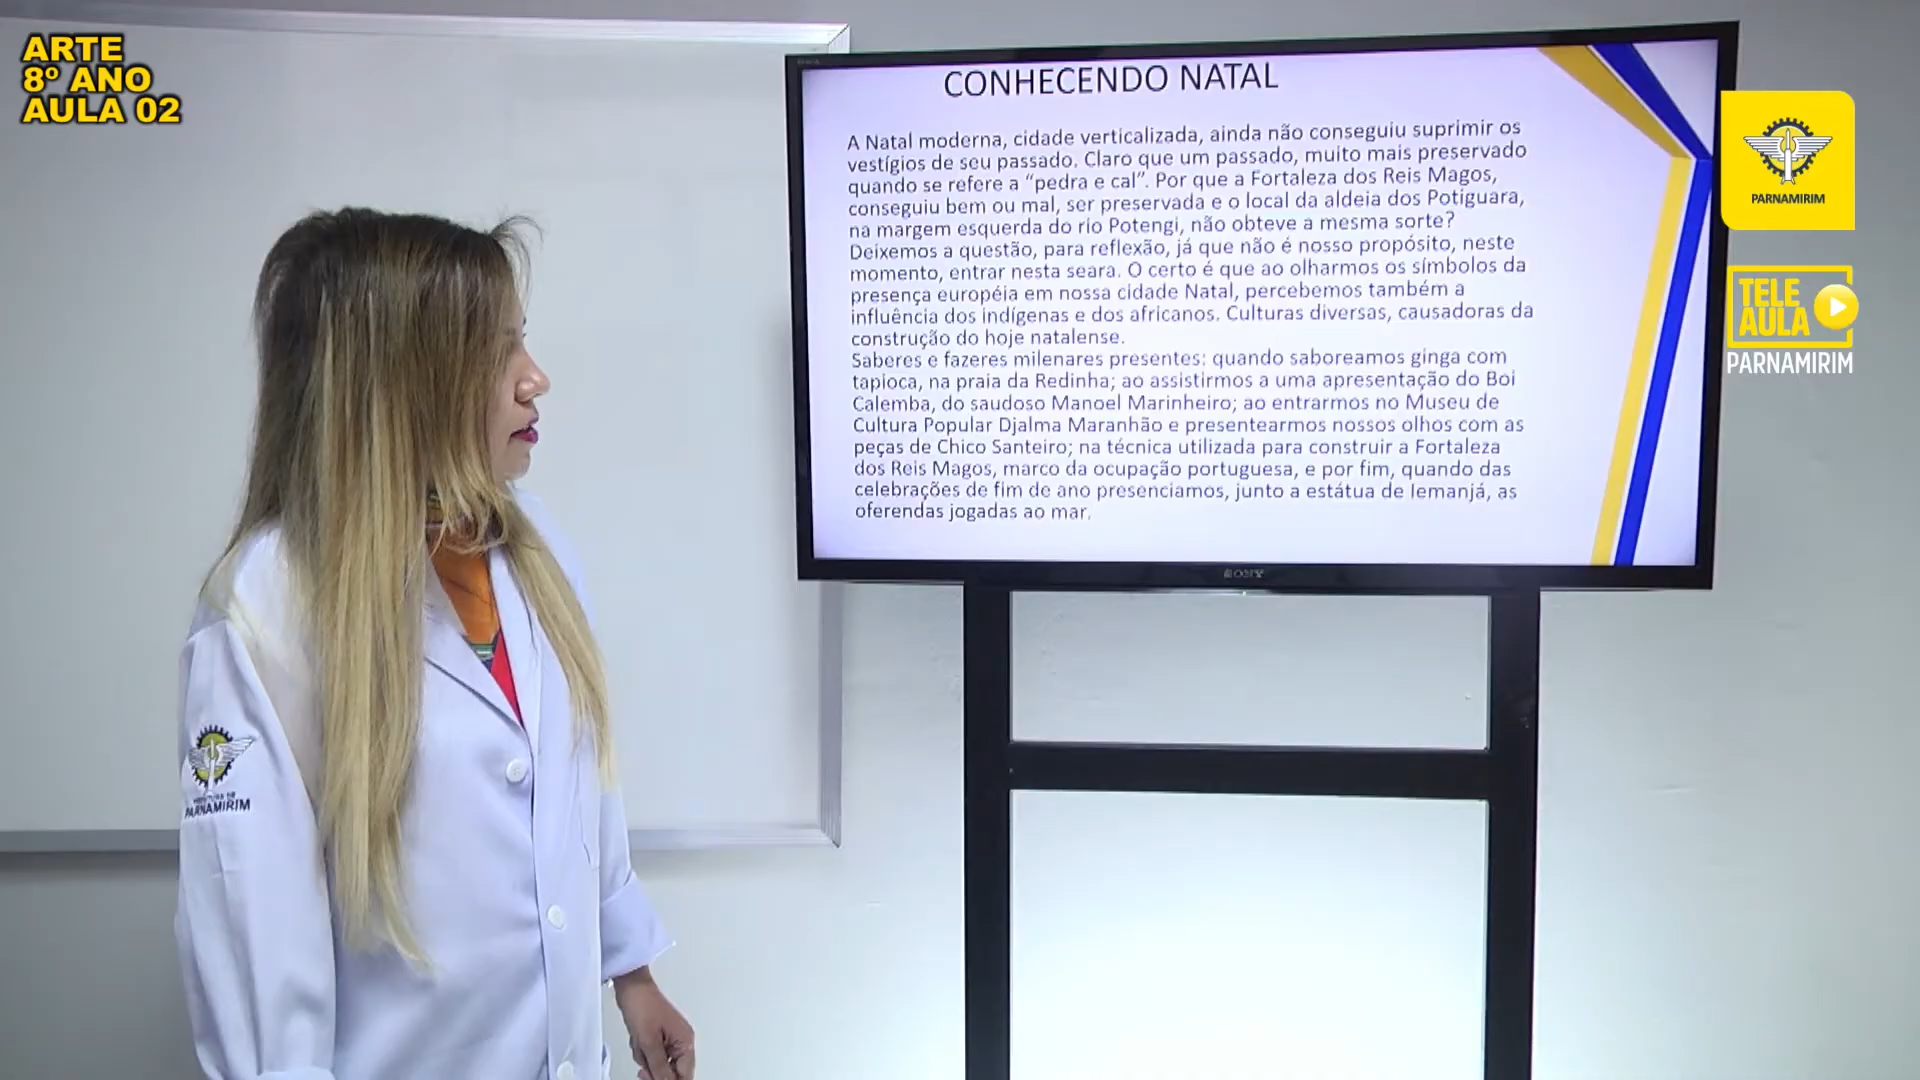 ARTE
8º ANO
AULA 02
CONHECENDO NATAL
A Natal moderna, cidade verticalizada, ainda não conseguiu suprimir os
vestígios de seu passado. Claro que um passado, muito mais preservado
quando se refere a “pedra e cal”. Por que a Fortaleza dos Reis Magos,
conseguiu bem ou mal, ser preservada e o local da aldeia dos Potiguara,
na margem esquerda do rio Potengi, não obteve a mesma sorte?
Deixemos a questão, para reflexão, já que não é nosso propósito, neste
momento, entrar nesta seara. O certo é que ao olharmos os símbolos da
presença européia em nossa cidade Natal, percebemos também a
influência dos indígenas e dos africanos. Culturas diversas, causadoras da
construção do hoje natalense.
Saberes e fazeres milenares presentes: quando saboreamos ginga com
tapioca, na praia da Redinha; ao assistirmos a uma apresentação do Boi
Calemba, do saudoso Manoel Marinheiro; ao entrarmos no Museu de
Cultura Popular Djalma Maranhão e presentearmos nossos olhos com as
peças de Chico Santeiro; na técnica utilizada para construir a Fortaleza
dos Reis Magos, marco da ocupação portuguesa, e por fim, quando das
celebrações de fim de ano presenciamos, junto a estátua de Iemanjá, as
oferendas jogadas ao mar.
SONY
PARNAMIRIM
TELE
AULA
PARNAMIRIM
PREFEITURA DE
PARNAMIRIM